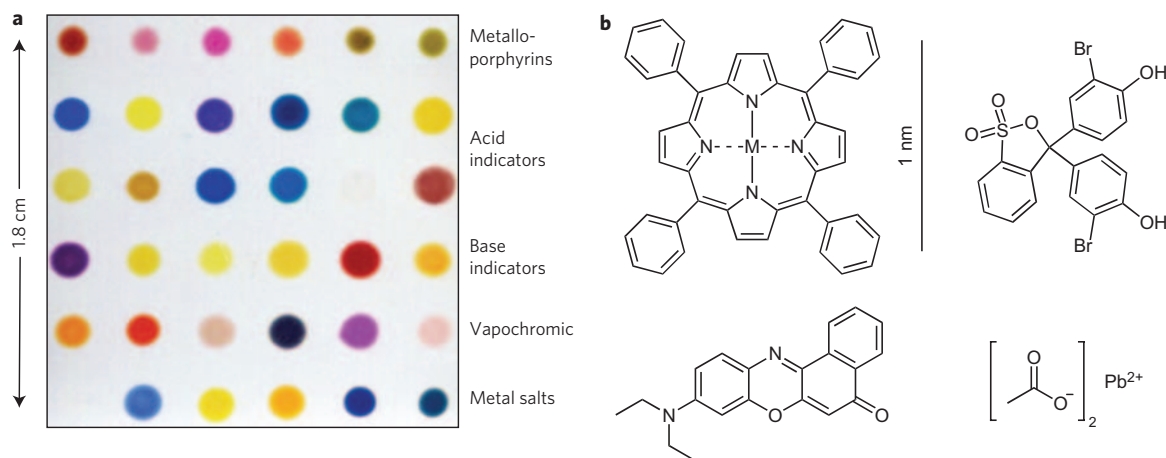 a
Metallo-
porphyrins
Acid
indicators
Base
indicators
Vapochromic
Metal salts
1.8 cm
b
N
N
M
N
N
1 nm
O
O
S
O
Br
OH
Br
OH
N
N
O
O
O
O⁻
2
Pb²⁺